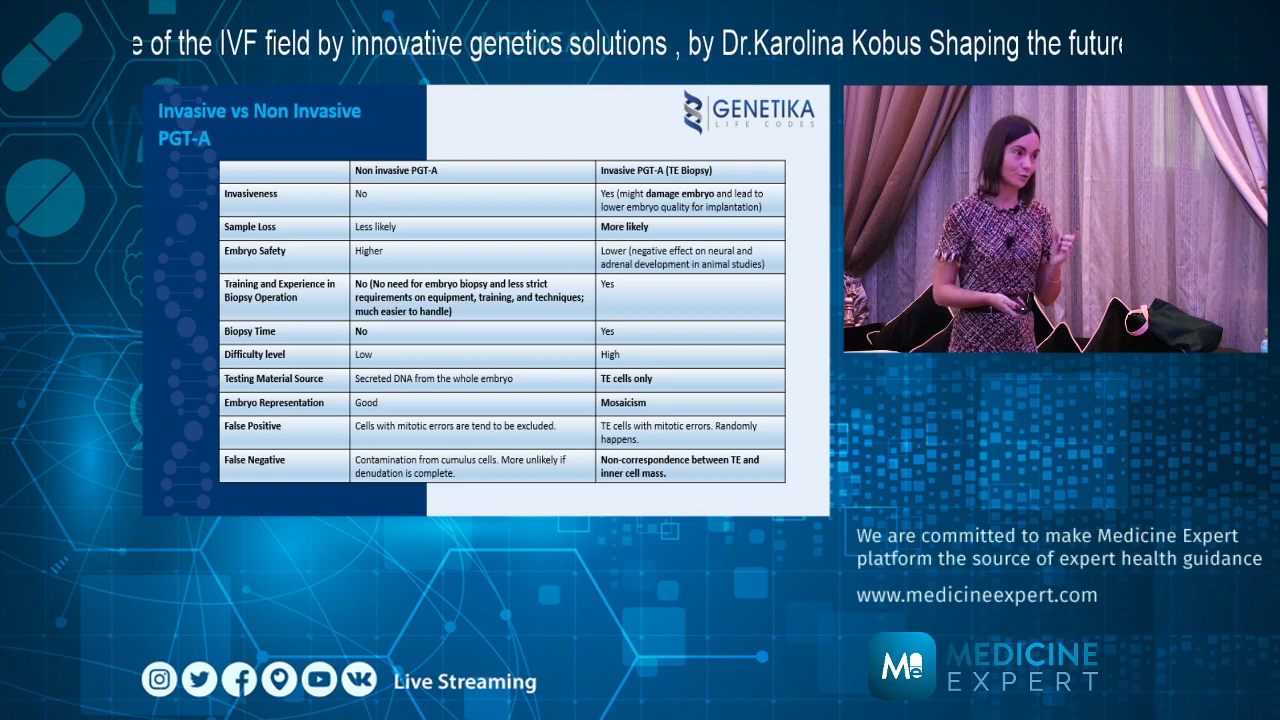 e of the IVF field by innovative genetics solutions , by Dr.Karolina Kobus Shaping the future
Invasive vs Non Invasive
PGT-A
GENETIKA
LIFE CODES
Non invasive PGT-A
Invasive PGT-A (TE Biopsy)
Invasiveness
No
Yes (might damage embryo and lead to
lower embryo quality for implantation)
Sample Loss
Less likely
More likely
Embryo Safety
Higher
Lower (negative effect on neural and
adrenal development in animal studies)
Training and Experience in
Biopsy Operation
No (No need for embryo biopsy and less strict
requirements on equipment, training, and techniques;
much easier to handle)
Yes
Biopsy Time
No
Yes
Difficulty level
Low
High
Testing Material Source
Secreted DNA from the whole embryo
TE cells only
Embryo Representation
Good
Mosaicism
False Positive
Cells with mitotic errors are tend to be excluded.
TE cells with mitotic errors. Randomly
happens.
False Negative
Contamination from cumulus cells. More unlikely if
denudation is complete.
Non-correspondence between TE and
inner cell mass.
We are committed to make Medicine Expert
platform the source of expert health guidance
www.medicineexpert.com
Live Streaming
Me
MEDICINE
EXPERT